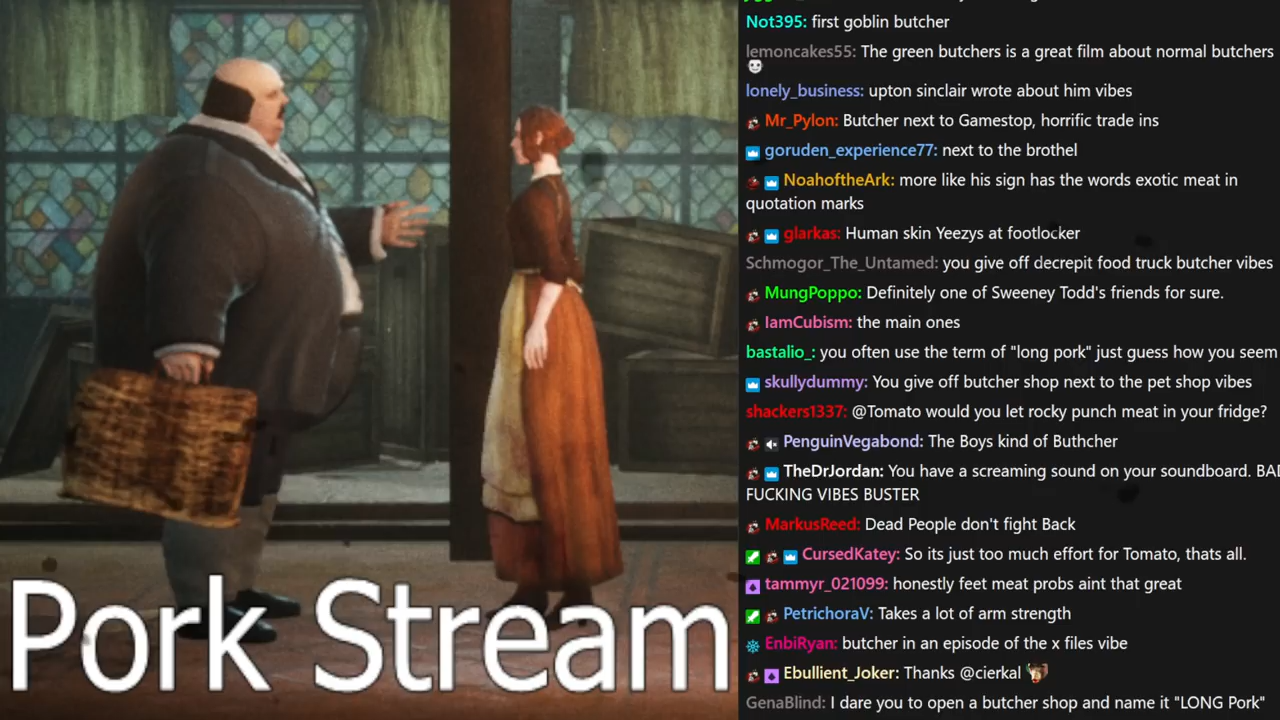 Not395: first goblin butcher
lemoncakes55: The green butchers is a great film about normal butchers
lonely_business: upton sinclair wrote about him vibes
Mr_Pylon: Butcher next to Gamestop, horrific trade ins
goruden_experience77: next to the brothel
NoahoftheArk: more like his sign has the words exotic meat in
quotation marks
glarkas: Human skin Yeezys at footlocker
Schmogor_The_Untamed: you give off decrepit food truck butcher vibes
MungPoppo: Definitely one of Sweeney Todd's friends for sure.
IamCubism: the main ones
bastalio_: you often use the term of "long pork" just guess how you seem
skullydummy: You give off butcher shop next to the pet shop vibes
shackers1337: @Tomato would you let rocky punch meat in your fridge?
PenguinVegabond: The Boys kind of Buthcher
TheDrJordan: You have a screaming sound on your soundboard. BAD
FUCKING VIBES BUSTER
MarkusReed: Dead People don't fight Back
CursedKatey: So its just too much effort for Tomato, thats all.
tammyr_021099: honestly feet meat probs aint that great
PetrichoraV: Takes a lot of arm strength
EnbiRyan: butcher in an episode of the x files vibe
Ebullient_Joker: Thanks @cierkal
GenaBlind: I dare you to open a butcher shop and name it "LONG Pork"
Pork Stream